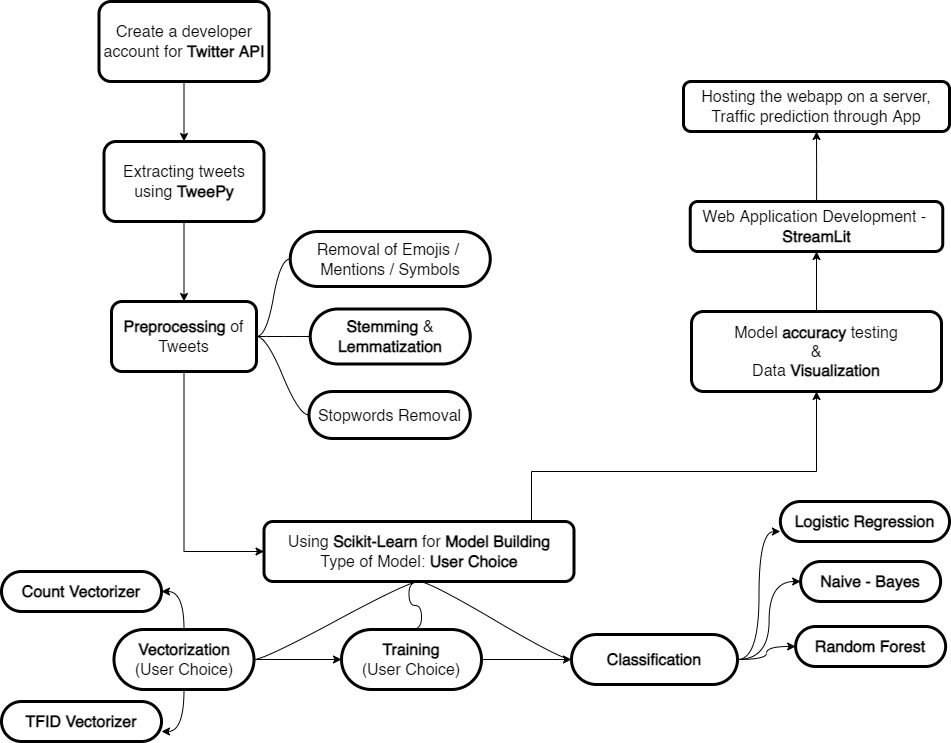 Create a developer
account for Twitter API
Extracting tweets
using TweePy
Preprocessing of
Tweets
Removal of Emojis /
Mentions / Symbols
Stemming &
Lemmatization
Stopwords Removal
Hosting the webapp on a server,
Traffic prediction through App
Web Application Development -
StreamLit
Model accuracy testing
&
Data Visualization
Using Scikit-Learn for Model Building
Type of Model: User Choice
Count Vectorizer
Vectorization
(User Choice)
TFID Vectorizer
Training
(User Choice)
Classification
Logistic Regression
Naive - Bayes
Random Forest